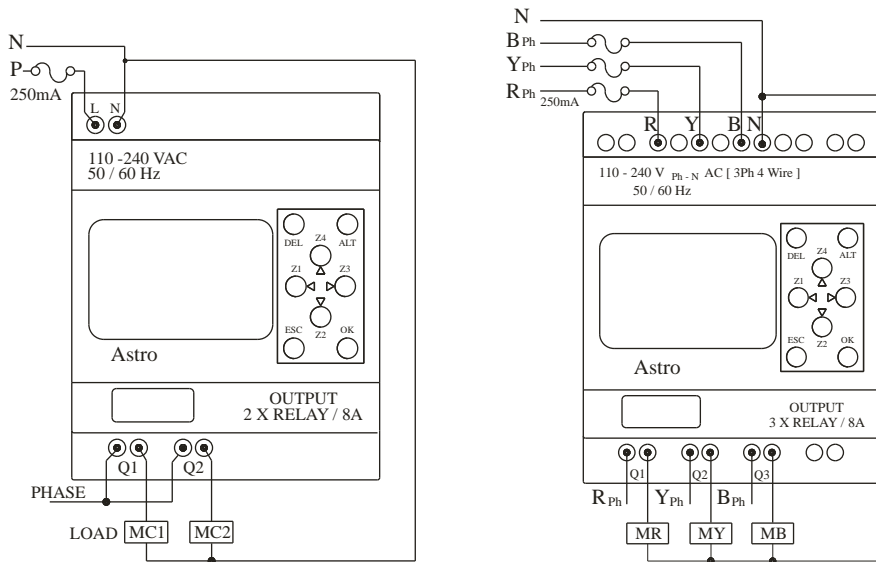 N
P
250mA
L N
110 -240 VAC
50 / 60 Hz
DEL Z4 ALT
Z1 Z3
ESC Z2 OK
Astro
OUTPUT
2 X RELAY / 8A
Q1 Q2
PHASE
LOAD MC1 MC2
N
B Ph
Y Ph
R Ph 250mA
R Y B N
110 - 240 V Ph - N AC [ 3Ph 4 Wire ]
50 / 60 Hz
DEL Z4 ALT
Z1 Z3
ESC Z2 OK
Astro
OUTPUT
3 X RELAY / 8A
Q1 Q2 Q3
R Ph Y Ph B Ph
MR MY MB